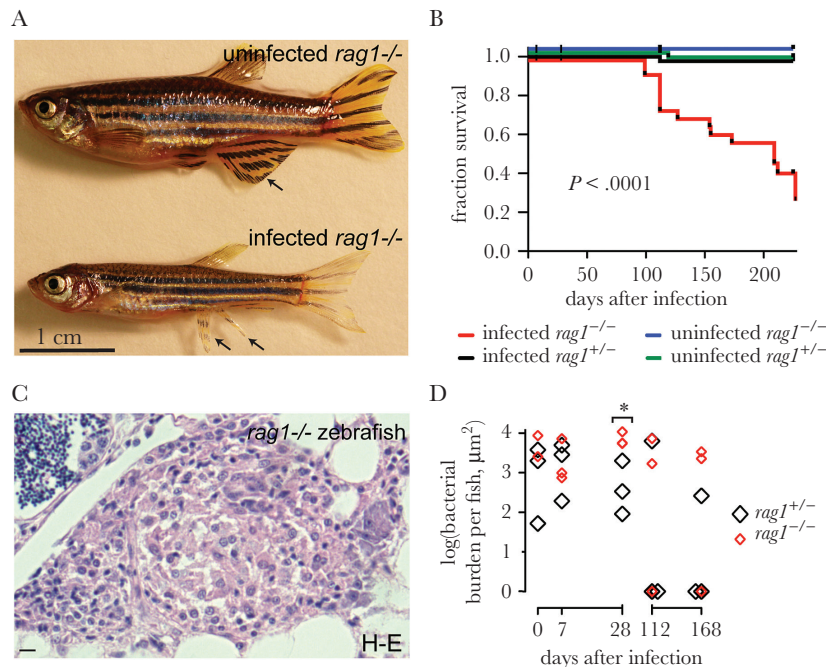 A
uninfected rag1-/-
infected rag1-/-
1 cm
B
fraction survival
1.0
0.8
0.6
0.4
0.2
0.0
P < .0001
0 50 100 150 200
days after infection
infected rag1−/−
uninfected rag1−/−
infected rag1+/−
uninfected rag1+/−
C
rag1-/- zebrafish
H-E
D
*
log(bacterial
burden per fish, μm2)
4
3
2
1
0
rag1+/−
rag1−/−
0 7 28 112 168
days after infection